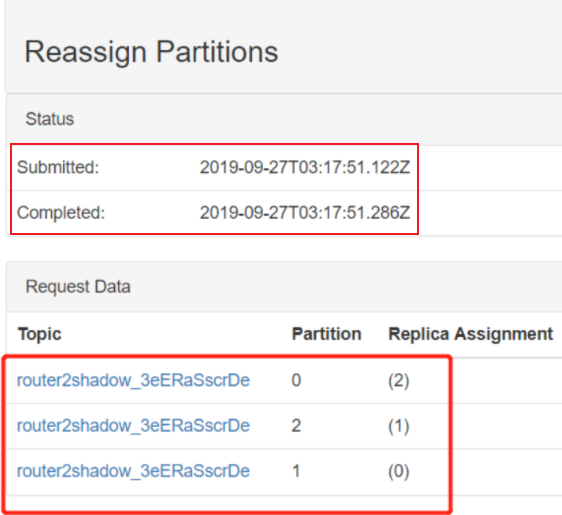 Reassign Partitions
Status
Submitted: 2019-09-27T03:17:51.122Z
Completed: 2019-09-27T03:17:51.286Z
Request Data
Topic Partition Replica Assignment
router2shadow_3eERaSscrDe 0 (2)
router2shadow_3eERaSscrDe 2 (1)
router2shadow_3eERaSscrDe 1 (0)